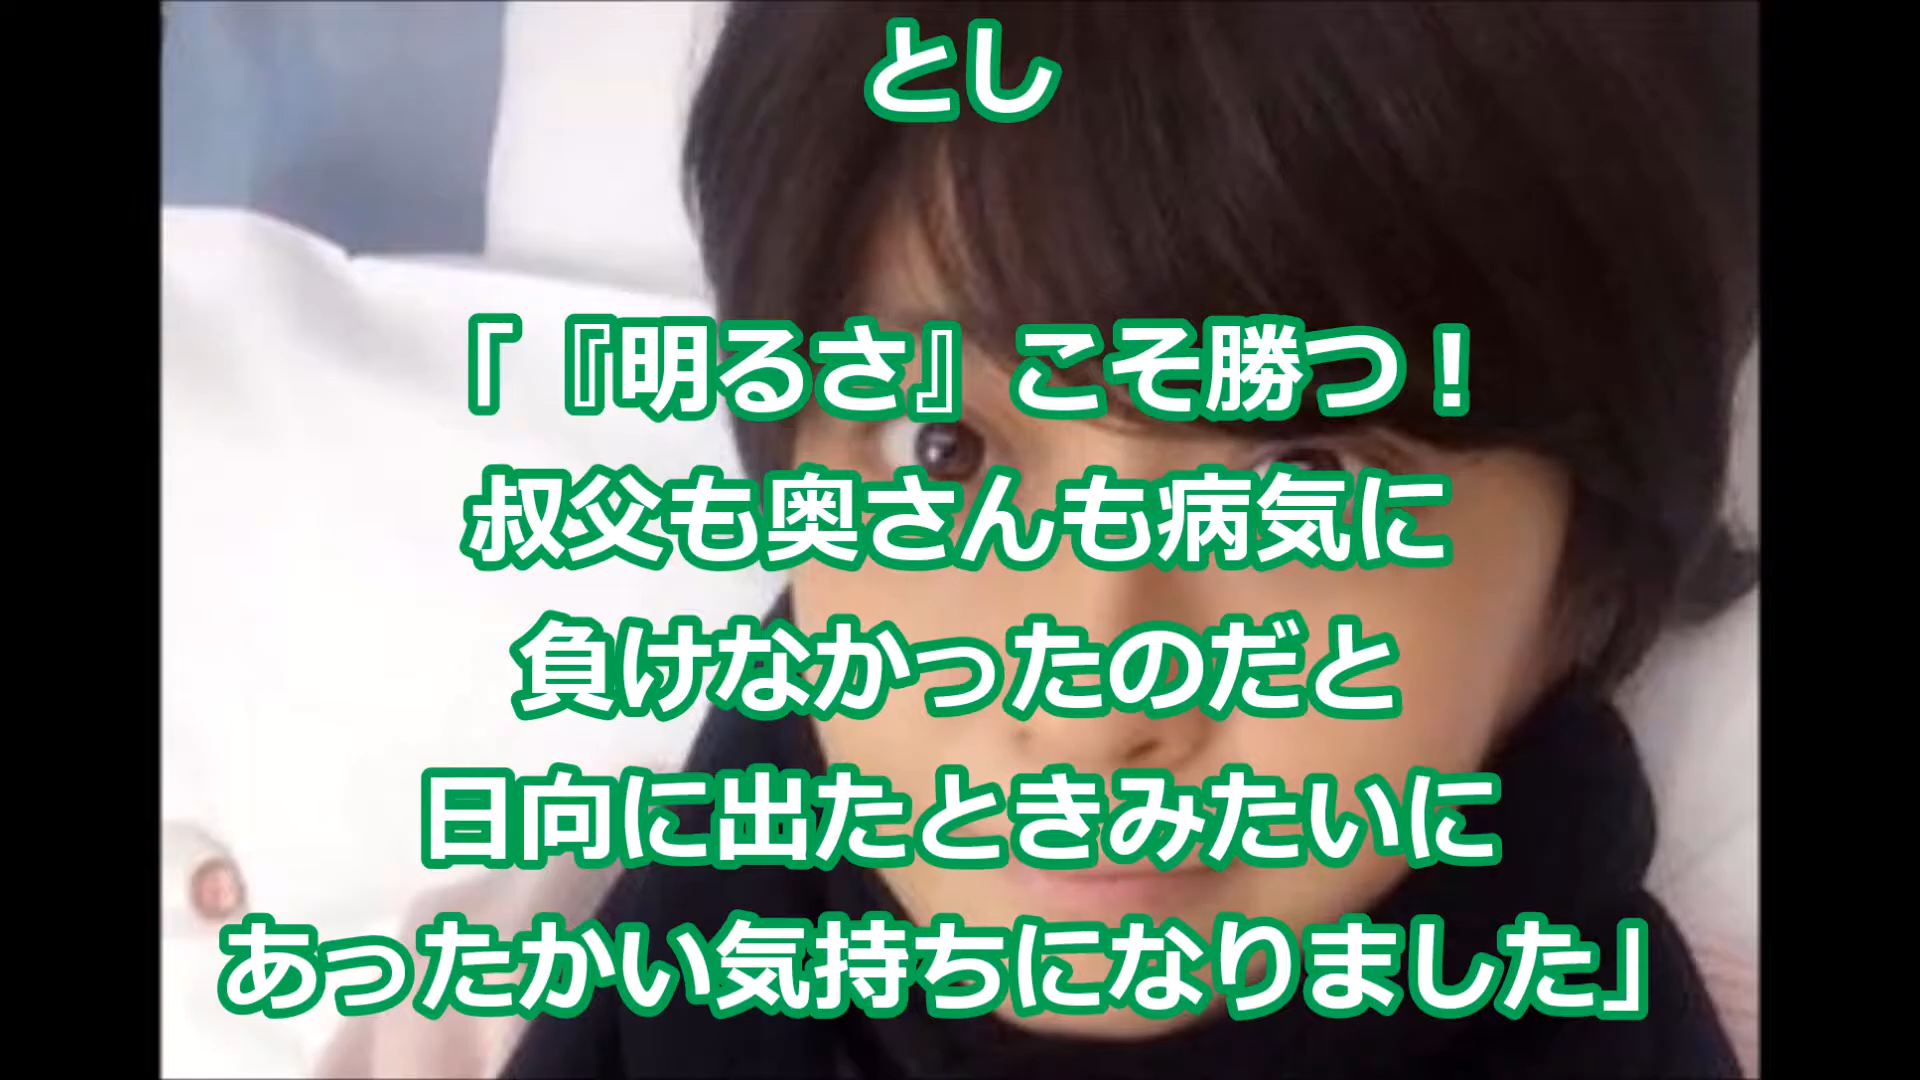 とし
「『明るさ』こそ勝つ！
叔父も奥さんも病気に
負けなかったのだと
日向に出たときみたいに
あったかい気持ちになりました」